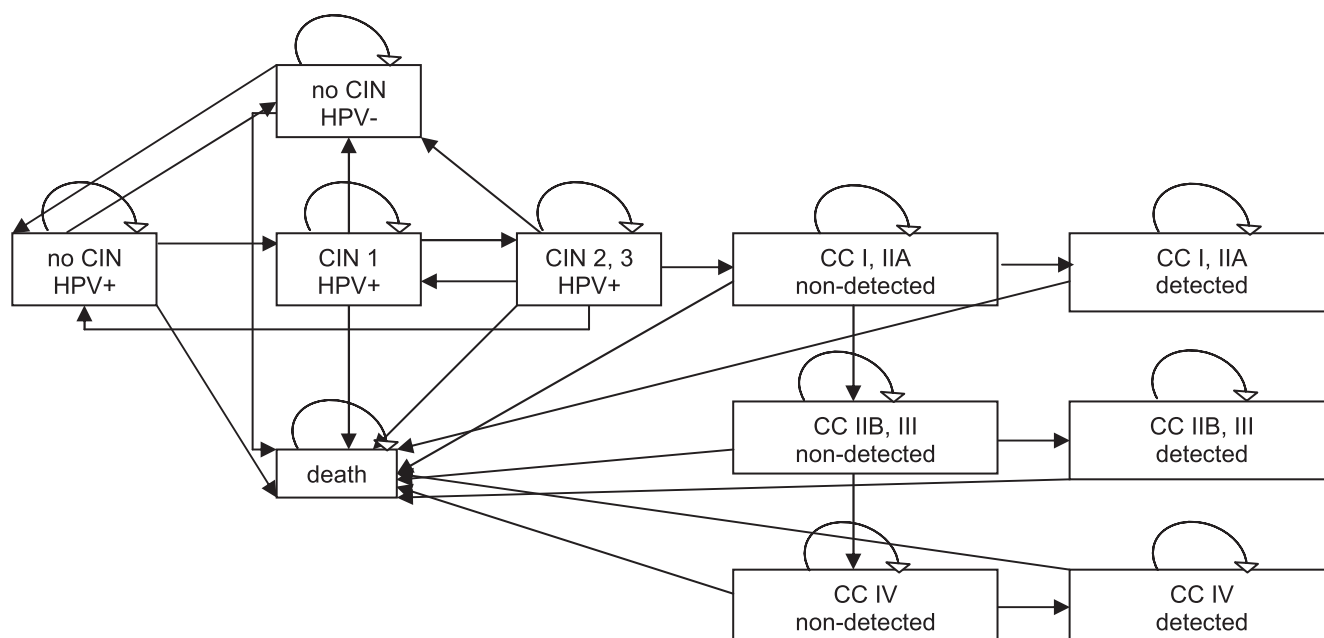 no CIN
HPV-
no CIN
HPV+
CIN 1
HPV+
CIN 2, 3
HPV+
CC I, IIA
non-detected
CC I, IIA
detected
CC IIB, III
non-detected
CC IIB, III
detected
death
CC IV
non-detected
CC IV
detected